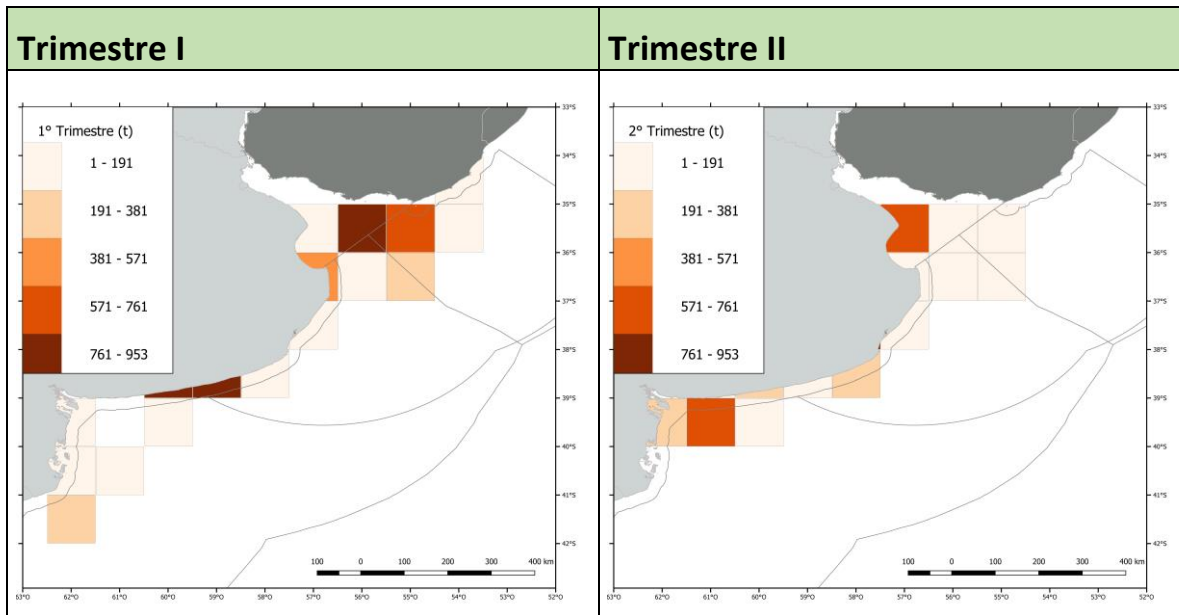 Trimestre I
1° Trimestre (t)
1 - 191
191 - 381
381 - 571
571 - 761
761 - 953
33°S
34°S
35°S
36°S
37°S
38°S
39°S
40°S
41°S
42°S
100 0 100 200 300 400 km
63°O 62°O 61°O 60°O 59°O 58°O 57°O 56°O 55°O 54°O 53°O 52°O
Trimestre II
2° Trimestre (t)
1 - 191
191 - 381
381 - 571
571 - 761
761 - 953
33°S
34°S
35°S
36°S
37°S
38°S
39°S
40°S
41°S
42°S
100 0 100 200 300 400 km
63°O 62°O 61°O 60°O 59°O 58°O 57°O 56°O 55°O 54°O 53°O 52°O